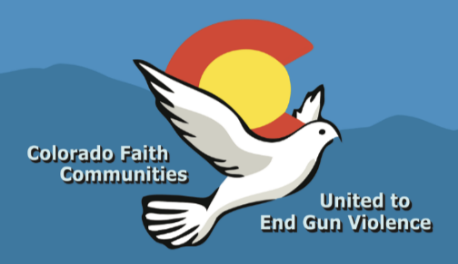 Colorado Faith
Communities
United to
End Gun Violence